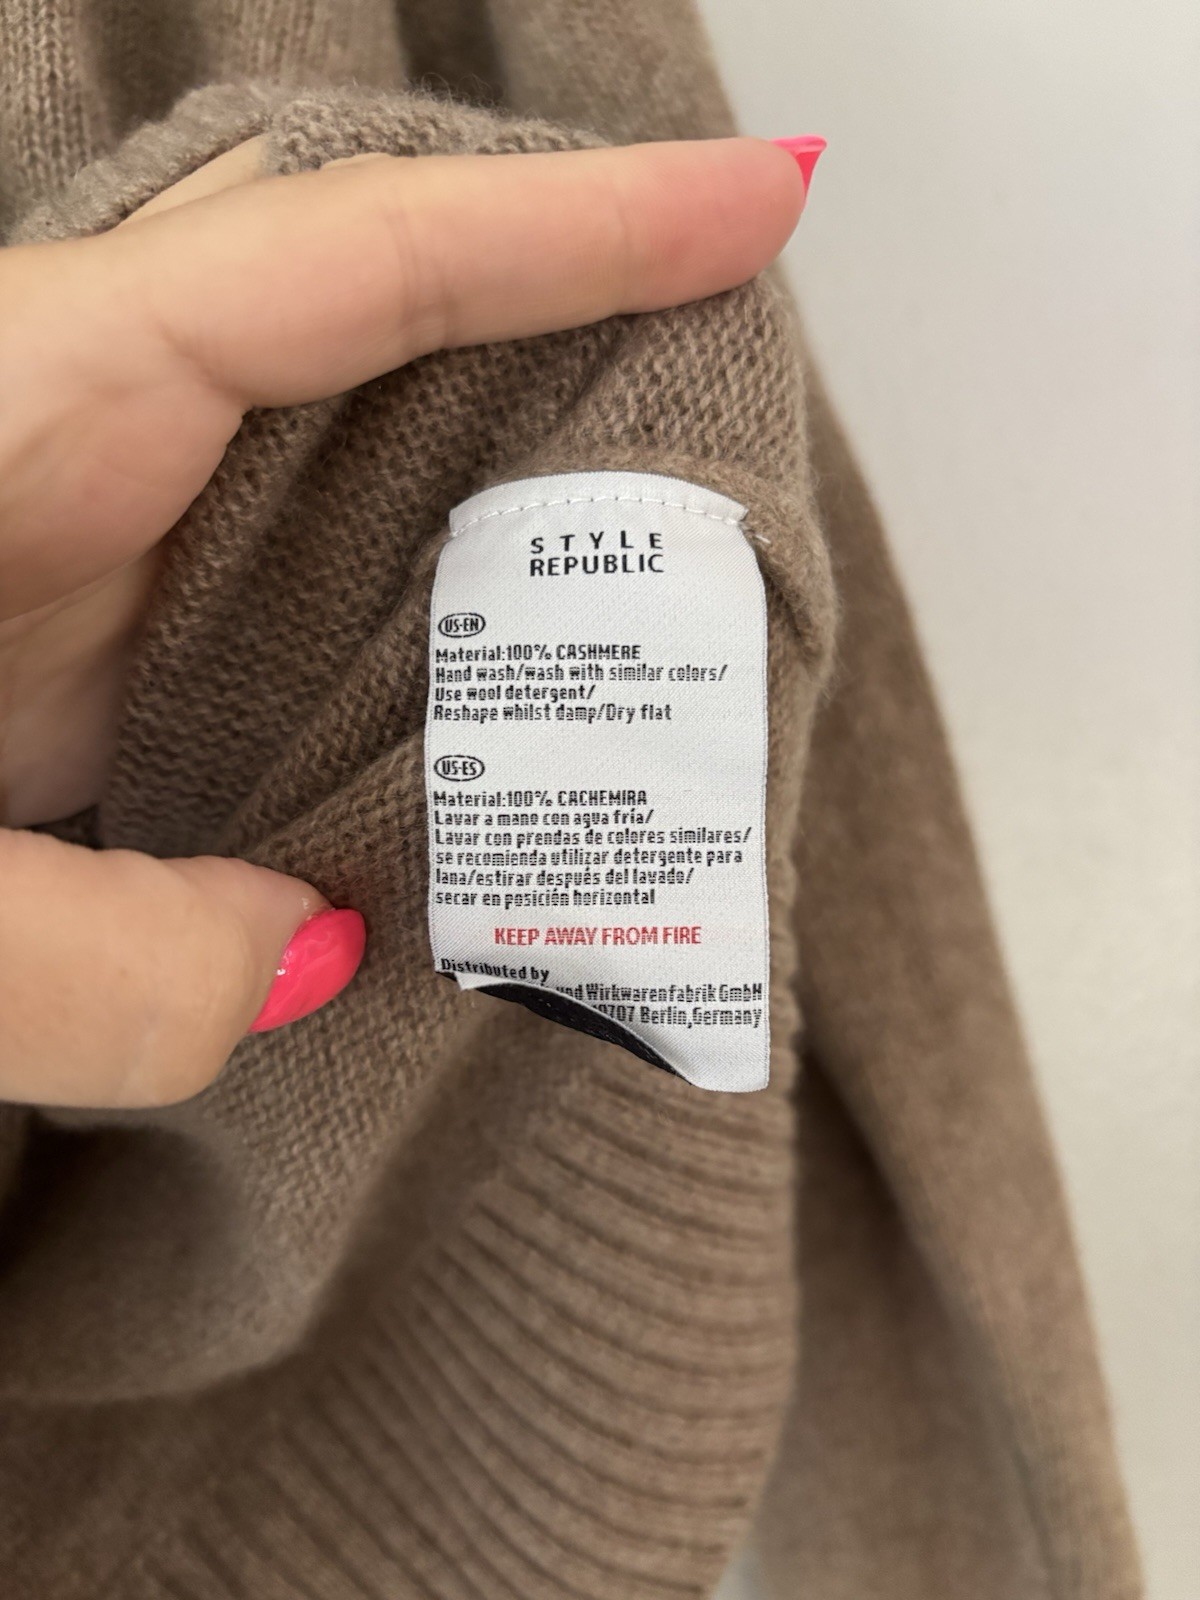 STYLE
REPUBLIC
US-EN
Material:100% CASHMERE
Hand wash/wash with similar colors/
Use wool detergent/
Reshape whilst damp/Dry flat
US-ES
Material:100% CACHEMIRA
Lavar a mano con agua fría/
Lavar con prendas de colores similares/
se recomienda utilizar detergente para
lana/estirar después del lavado/
secar en posición horizontal
KEEP AWAY FROM FIRE
Distributed by
und Wirkwarenfabrik GmbH
Berlin,Germany